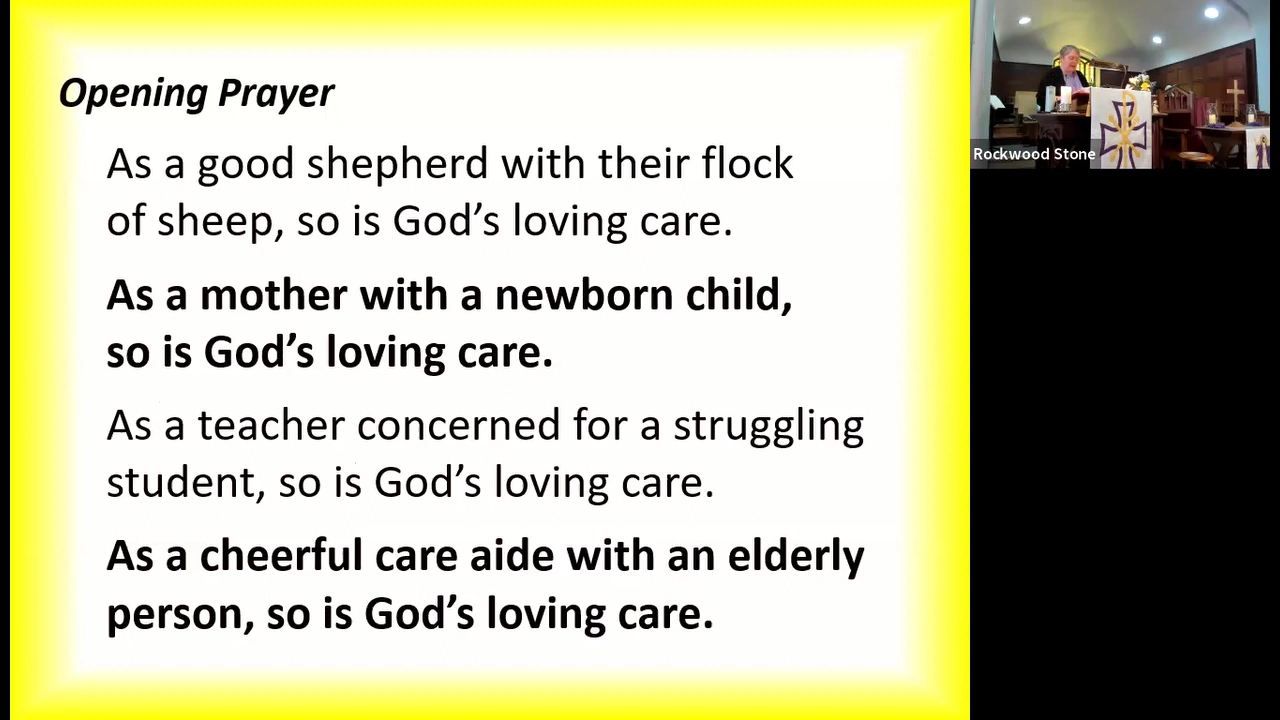 Opening Prayer
As a good shepherd with their flock
of sheep, so is God’s loving care.
As a mother with a newborn child,
so is God’s loving care.
As a teacher concerned for a struggling
student, so is God’s loving care.
As a cheerful care aide with an elderly
person, so is God’s loving care.
Rockwood Stone